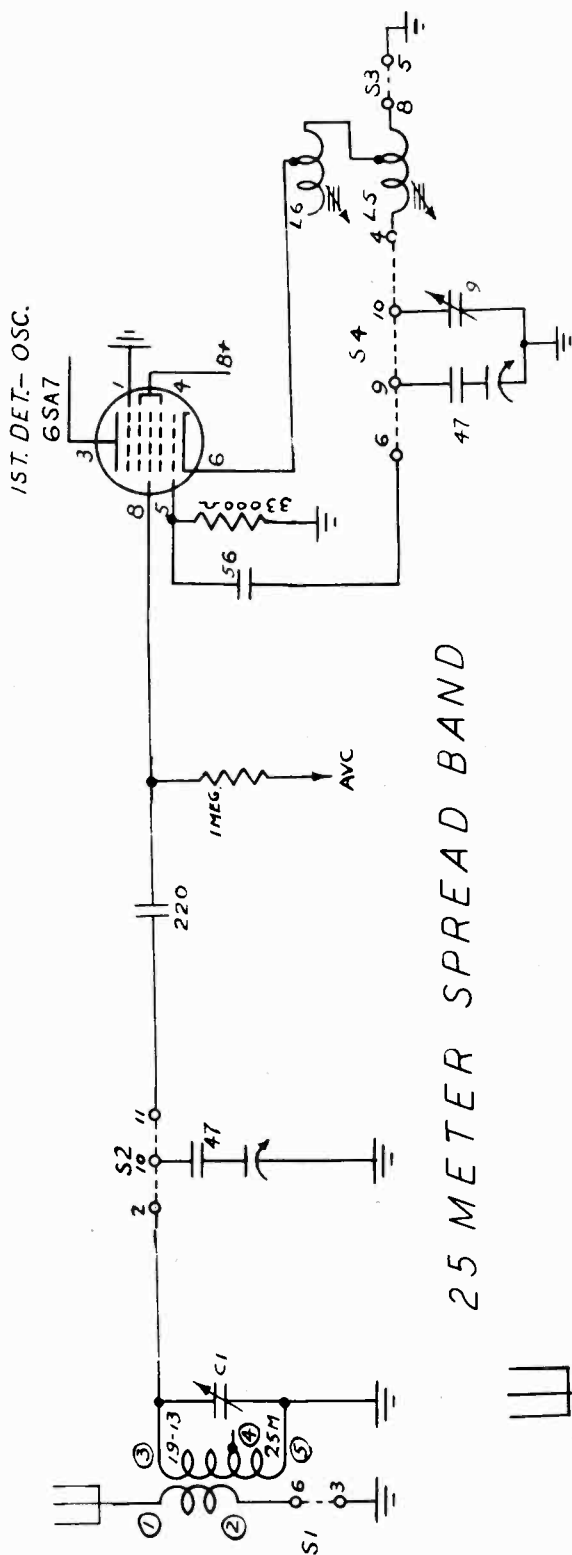 1ST. DET.- OSC.
6SA7
3
1
8
4
B+
5
6
33000Ω
56
L6
L5
S3
8
5
4
10
S4
9
9
47
6
220
1MEG.
AVC
S2
2
10
11
47
①
②
③
19-13
④
25M
⑤
C1
6
3
S1
25 METER SPREAD BAND